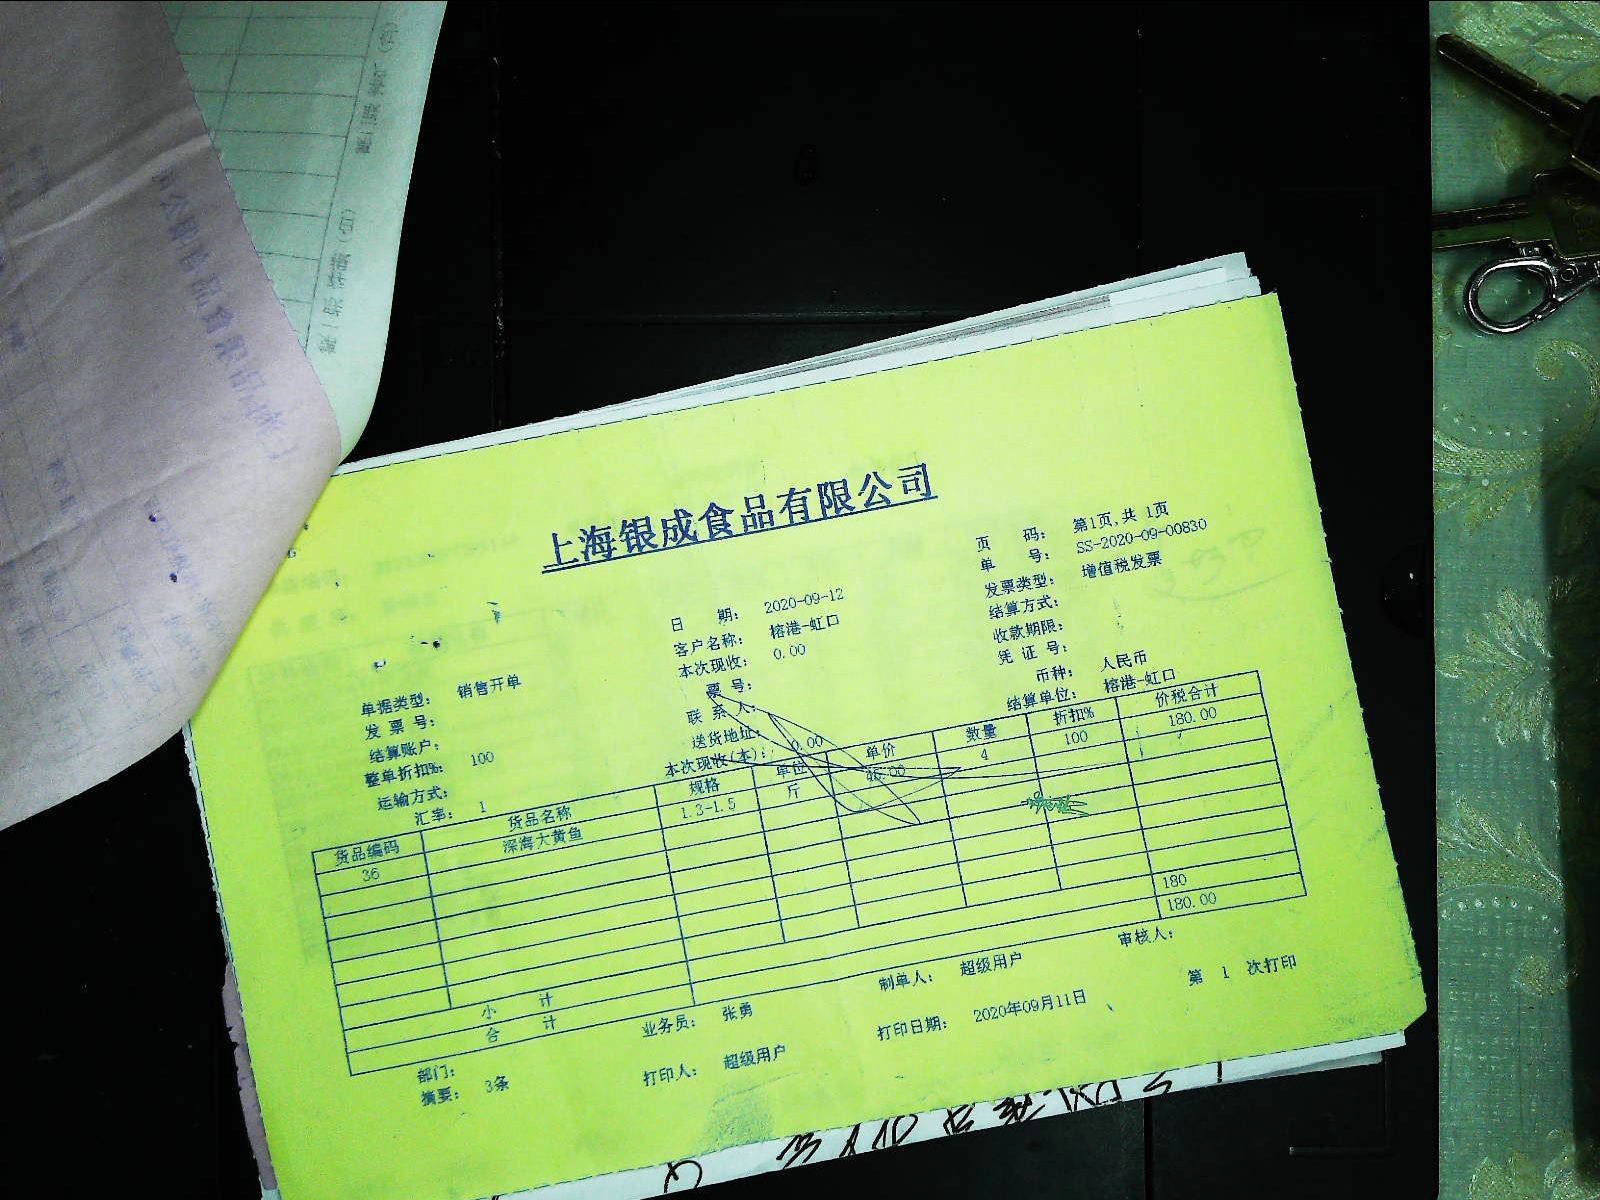 上海银成食品有限公司
页 码: 第1页,共 1页
单 号: SS-2020-09-00830
日 期: 2020-09-12
发票类型: 增值税发票
客户名称: 榕港-虹口
结算方式:
本次现收: 0.00
收款期限:
单据类型: 销售开单
票 号:
凭 证 号:
发 票 号:
联 系 人:
币种: 人民币
结算账户:
送货地址:
结算单位: 榕港-虹口
整单折扣%: 100
本次现收(本): 0.00
运输方式:
汇率: 1
货品编码 货品名称 规格 单位 单价 数量 折扣% 价税合计
36 深海大黄鱼 1.3-1.5 斤 4 100 180.00
小 计 180
合 计 180.00
部门: 业务员: 张勇 制单人: 超级用户 审核人:
摘要: 3条 打印人: 超级用户 打印日期: 2020年09月11日 第 1 次打印